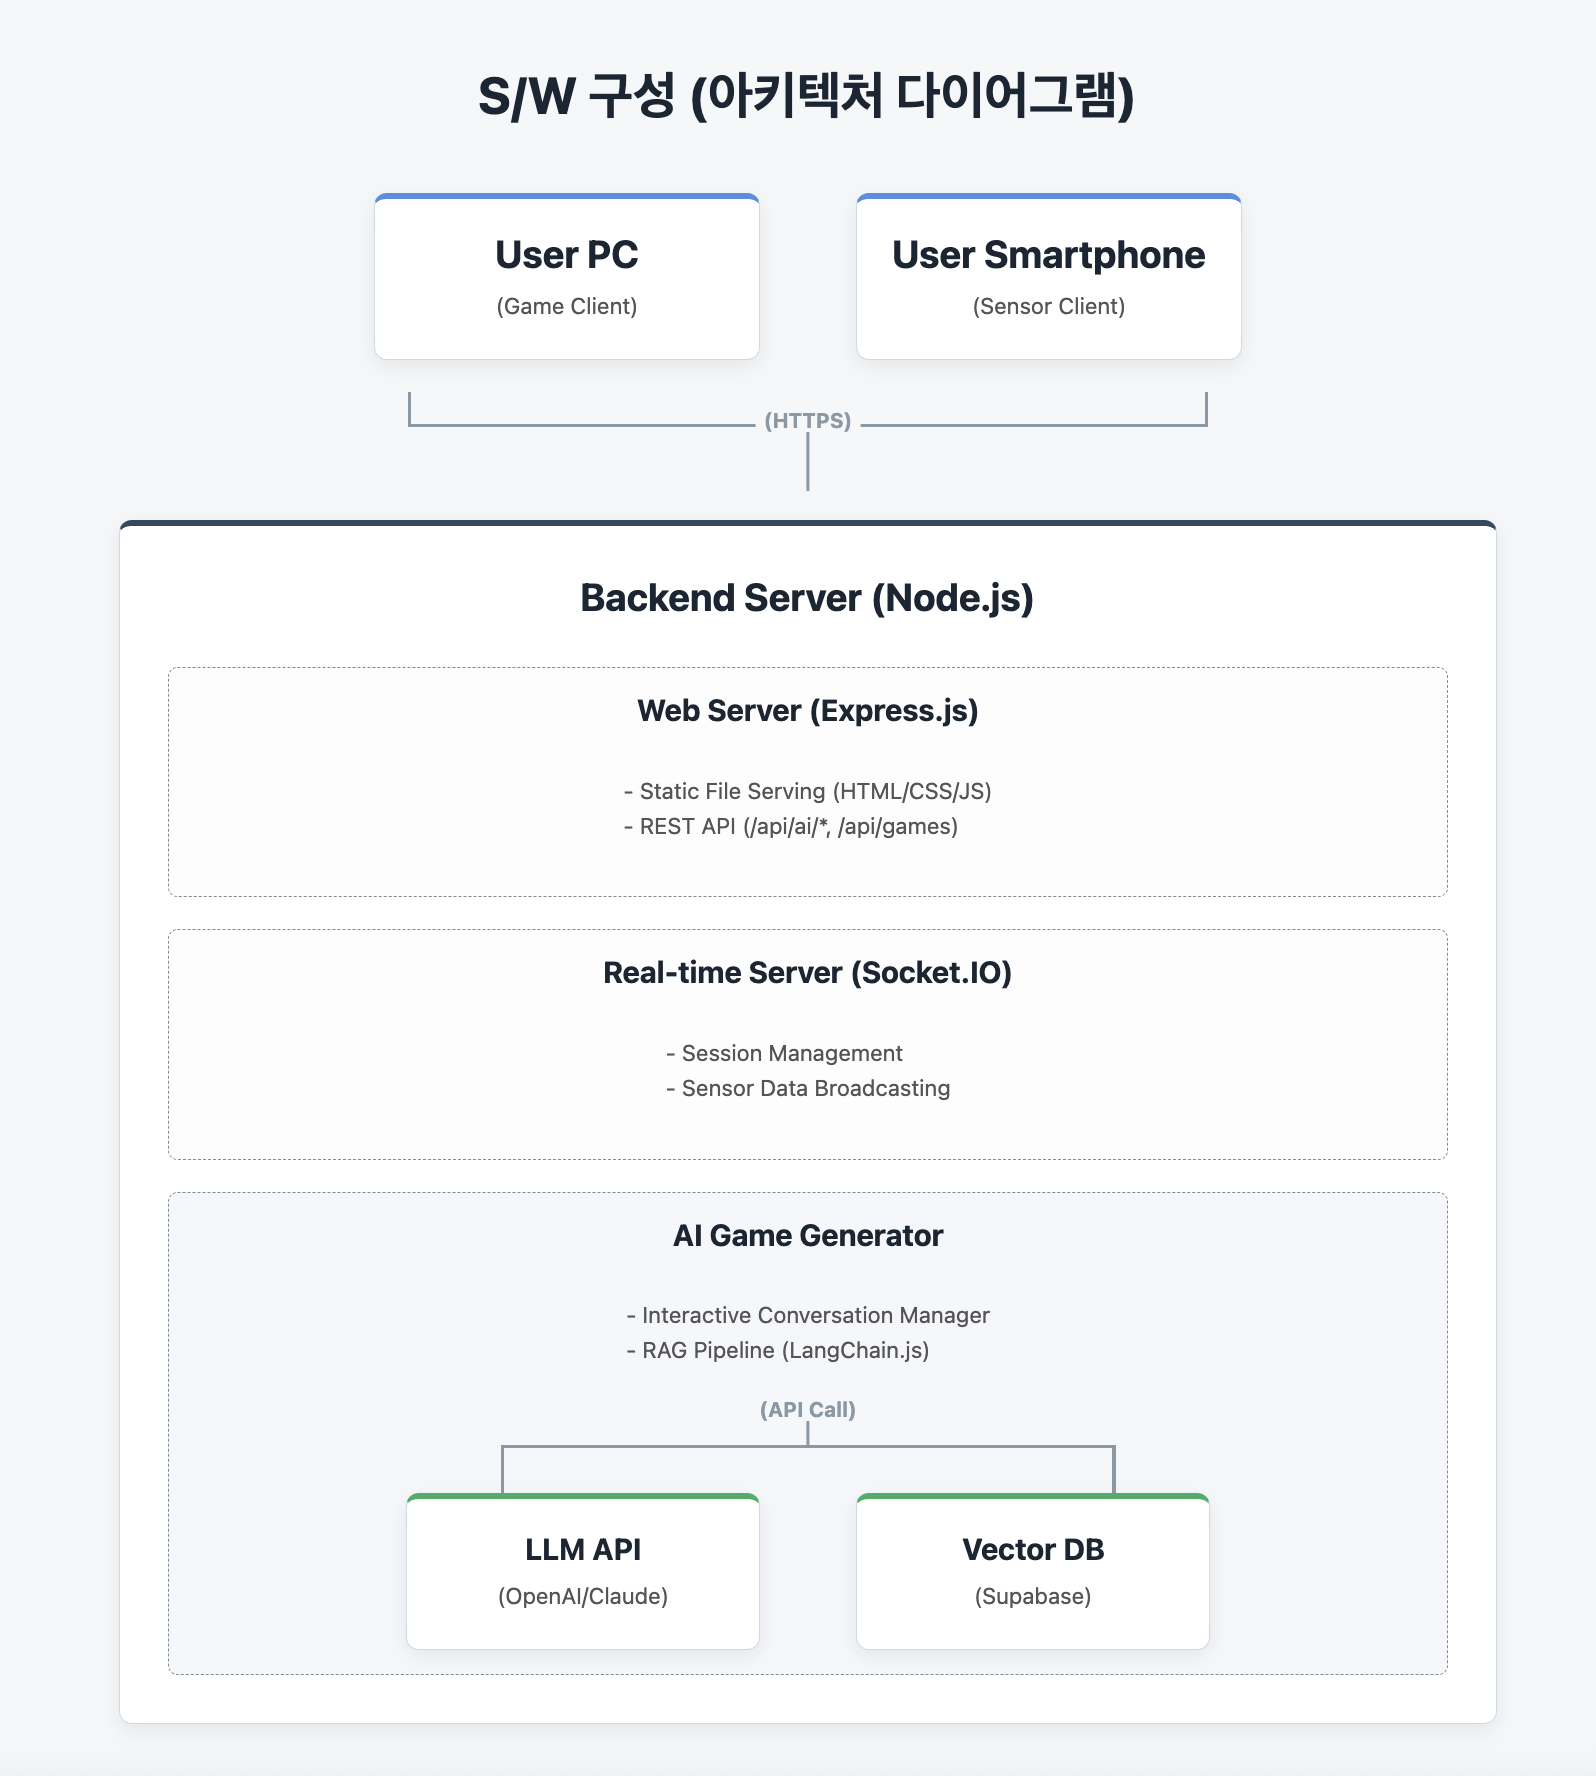 S/W 구성 (아키텍처 다이어그램)
User PC
(Game Client)
User Smartphone
(Sensor Client)
(HTTPS)
Backend Server (Node.js)
Web Server (Express.js)
- Static File Serving (HTML/CSS/JS)
- REST API (/api/ai/*, /api/games)
Real-time Server (Socket.IO)
- Session Management
- Sensor Data Broadcasting
AI Game Generator
- Interactive Conversation Manager
- RAG Pipeline (LangChain.js)
(API Call)
LLM API
(OpenAI/Claude)
Vector DB
(Supabase)